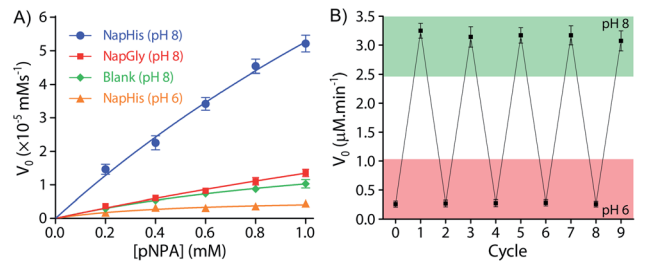 A)
V₀ (×10⁻⁵ mMs⁻¹)
6
5
4
3
2
1
0
NapHis (pH 8)
NapGly (pH 8)
Blank (pH 8)
NapHis (pH 6)
0.0 0.2 0.4 0.6 0.8 1.0
[pNPA] (mM)
B)
V₀ (μM.min⁻¹)
3.5
3.0
2.5
2.0
1.5
1.0
0.5
0.0
pH 8
pH 6
0 1 2 3 4 5 6 7 8 9
Cycle